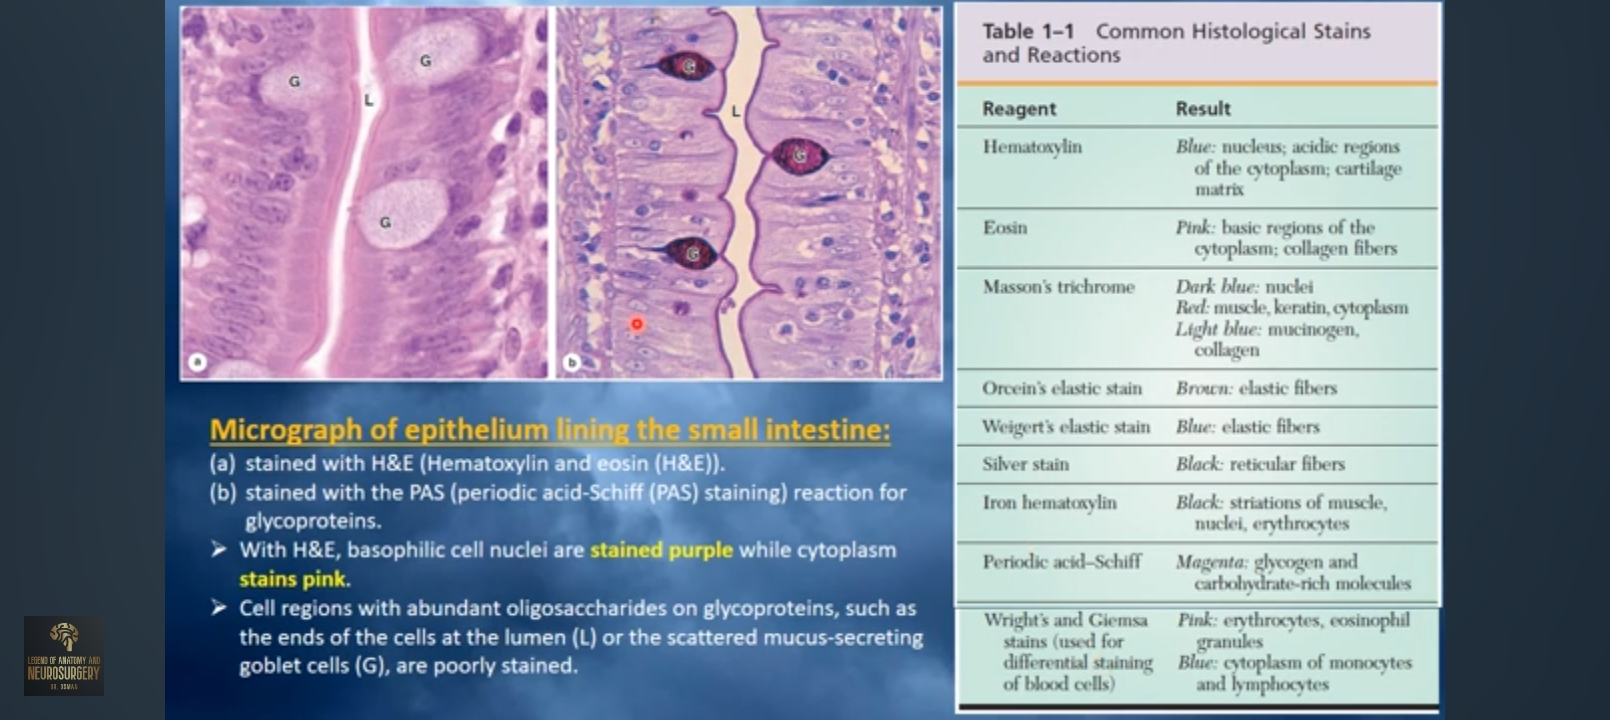 G
G
L
G
a
G
L
G
G
b
Micrograph of epithelium lining the small intestine:
(a) stained with H&E (Hematoxylin and eosin (H&E)).
(b) stained with the PAS (periodic acid-Schiff (PAS) staining) reaction for
glycoproteins.
➢ With H&E, basophilic cell nuclei are stained purple while cytoplasm
stains pink.
➢ Cell regions with abundant oligosaccharides on glycoproteins, such as
the ends of the cells at the lumen (L) or the scattered mucus-secreting
goblet cells (G), are poorly stained.
Table 1–1 Common Histological Stains
and Reactions
Reagent Result
Hematoxylin Blue: nucleus; acidic regions
of the cytoplasm; cartilage
matrix
Eosin Pink: basic regions of the
cytoplasm; collagen fibers
Masson's trichrome Dark blue: nuclei
Red: muscle, keratin, cytoplasm
Light blue: mucinogen,
collagen
Orcein's elastic stain Brown: elastic fibers
Weigert's elastic stain Blue: elastic fibers
Silver stain Black: reticular fibers
Iron hematoxylin Black: striations of muscle,
nuclei, erythrocytes
Periodic acid–Schiff Magenta: glycogen and
carbohydrate-rich molecules
Wright's and Giemsa Pink: erythrocytes, eosinophil
stains (used for granules
differential staining Blue: cytoplasm of monocytes
of blood cells) and lymphocytes
LEGEND OF ANATOMY AND
NEUROSURGERY